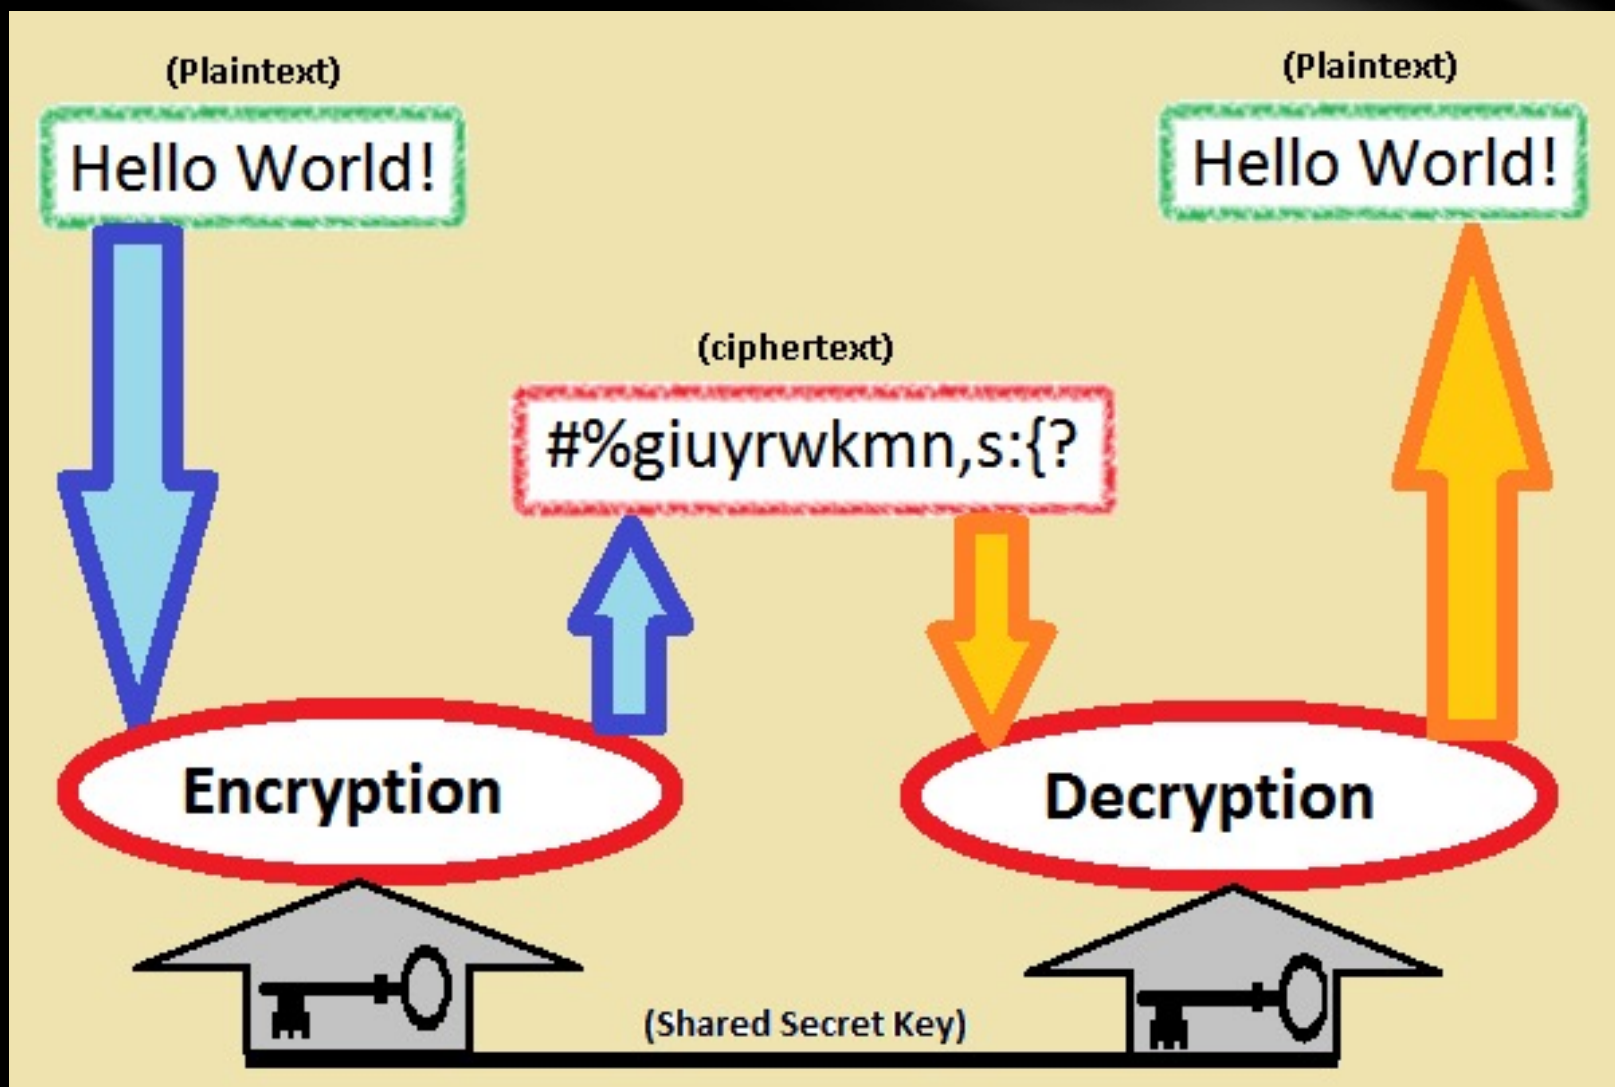 (Plaintext)
Hello World!
(Plaintext)
Hello World!
(ciphertext)
#%giuyrwkmn,s:{?
Encryption
Decryption
(Shared Secret Key)